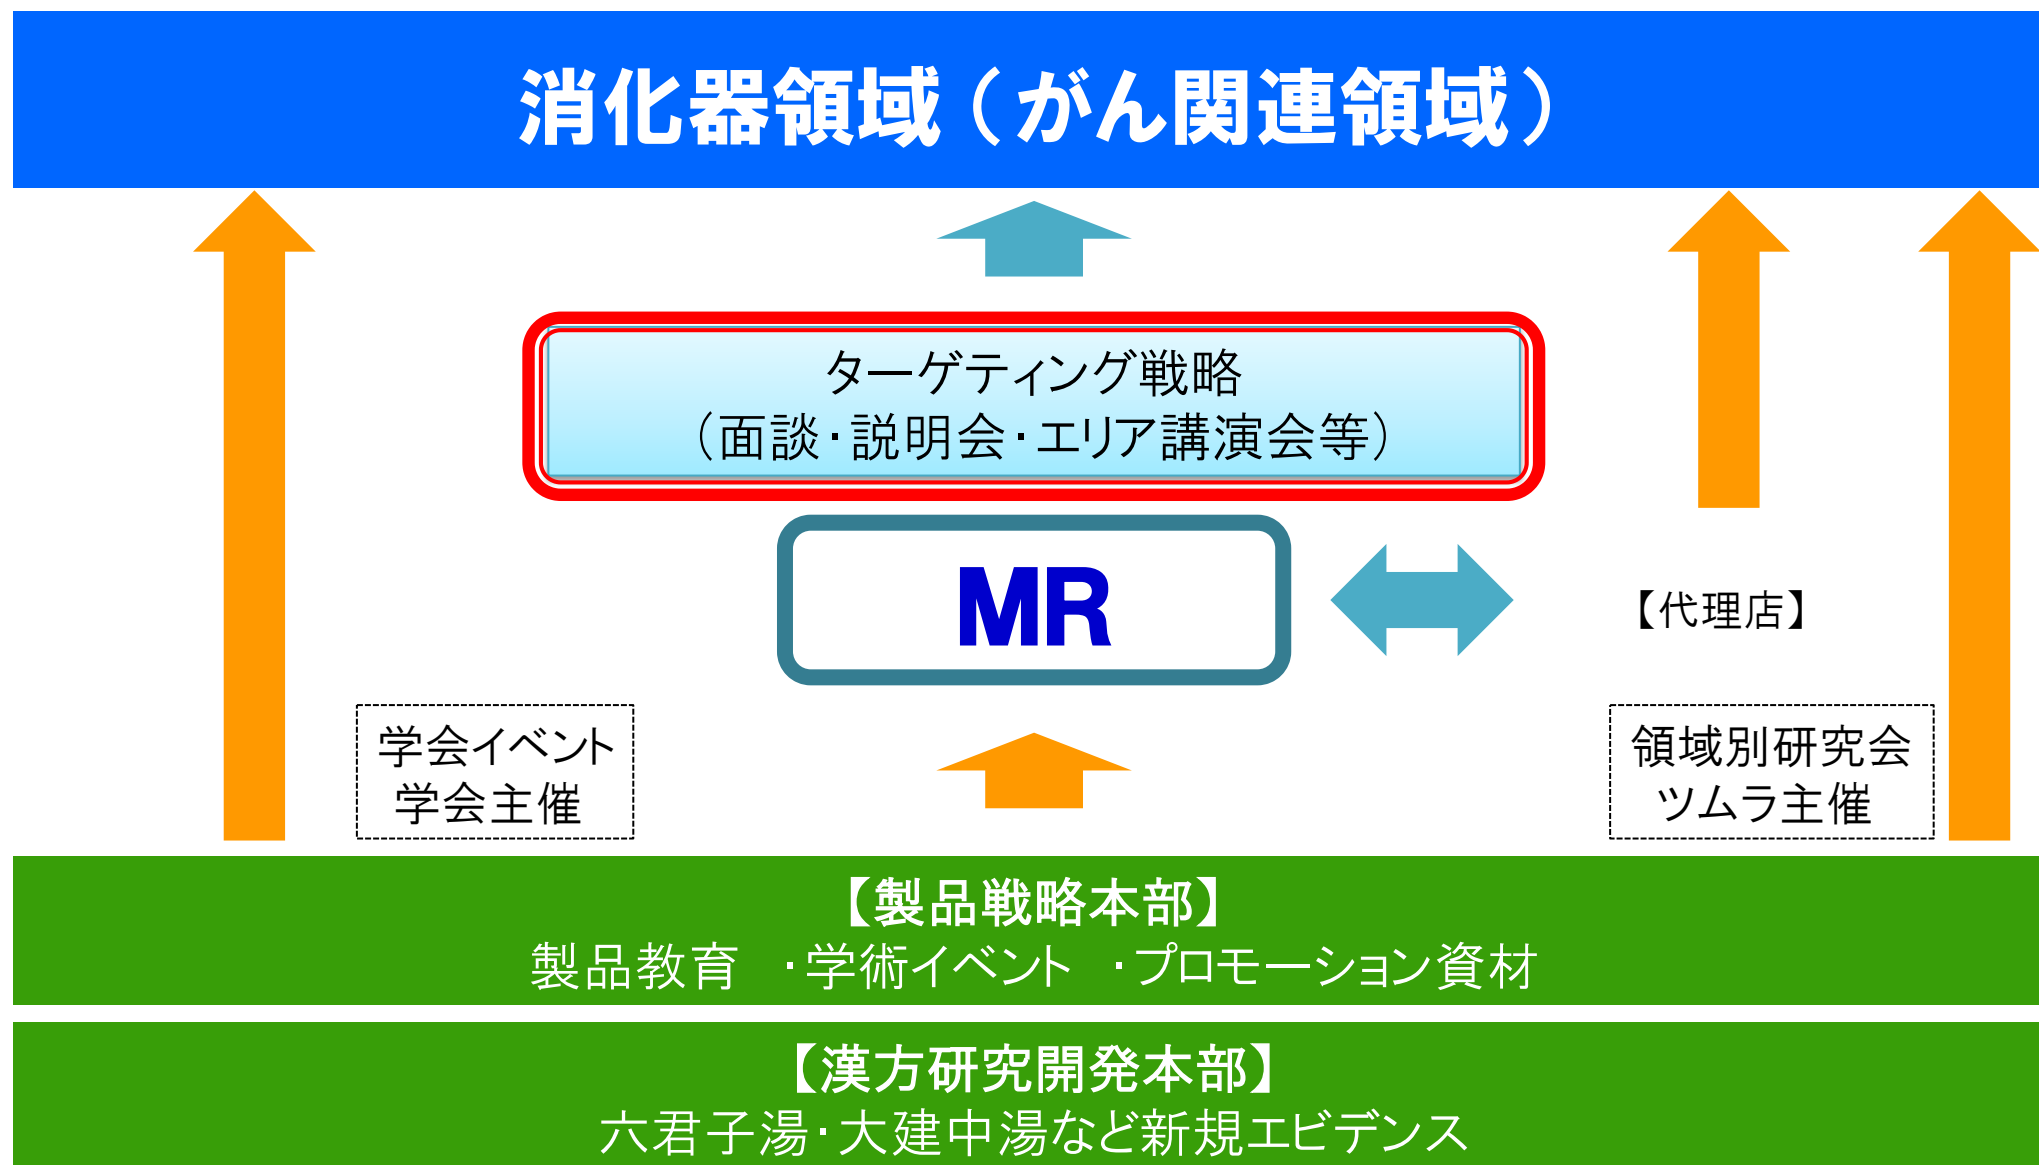 消化器領域（がん関連領域）
ターゲティング戦略
（面談・説明会・エリア講演会等）
MR
【代理店】
学会イベント
学会主催
領域別研究会
ツムラ主催
【製品戦略本部】
製品教育　・学術イベント　・プロモーション資材
【漢方研究開発本部】
六君子湯・大建中湯など新規エビデンス